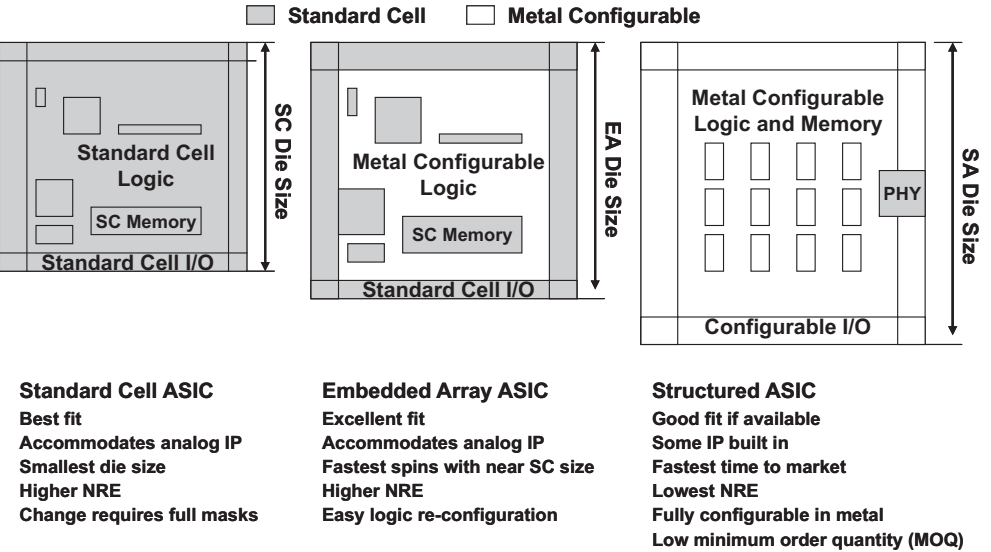 Standard Cell
Metal Configurable
Standard Cell
Logic
SC Memory
Standard Cell I/O
SC Die Size
Metal Configurable
Logic
SC Memory
Standard Cell I/O
EA Die Size
Metal Configurable
Logic and Memory
PHY
Configurable I/O
SA Die Size
Standard Cell ASIC
Best fit
Accommodates analog IP
Smallest die size
Higher NRE
Change requires full masks
Embedded Array ASIC
Excellent fit
Accommodates analog IP
Fastest spins with near SC size
Higher NRE
Easy logic re-configuration
Structured ASIC
Good fit if available
Some IP built in
Fastest time to market
Lowest NRE
Fully configurable in metal
Low minimum order quantity (MOQ)